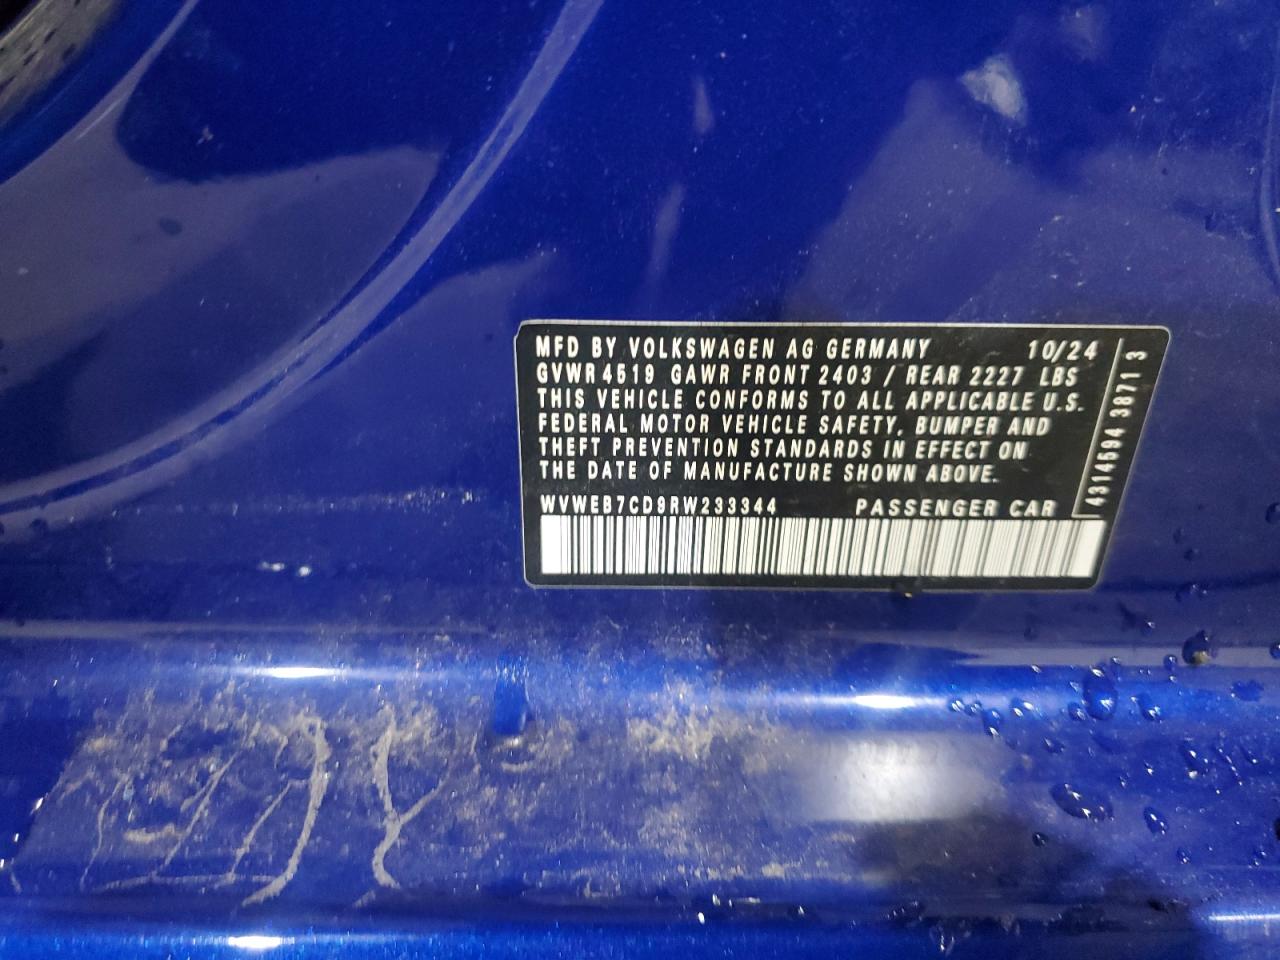 MFD BY VOLKSWAGEN AG GERMANY 10/24
GVWR 4519 GAWR FRONT 2403 / REAR 2227 LBS
THIS VEHICLE CONFORMS TO ALL APPLICABLE U.S.
FEDERAL MOTOR VEHICLE SAFETY, BUMPER AND
THEFT PREVENTION STANDARDS IN EFFECT ON
THE DATE OF MANUFACTURE SHOWN ABOVE.
WVWEB7CD9RW233344 PASSENGER CAR
4314594 3871 3